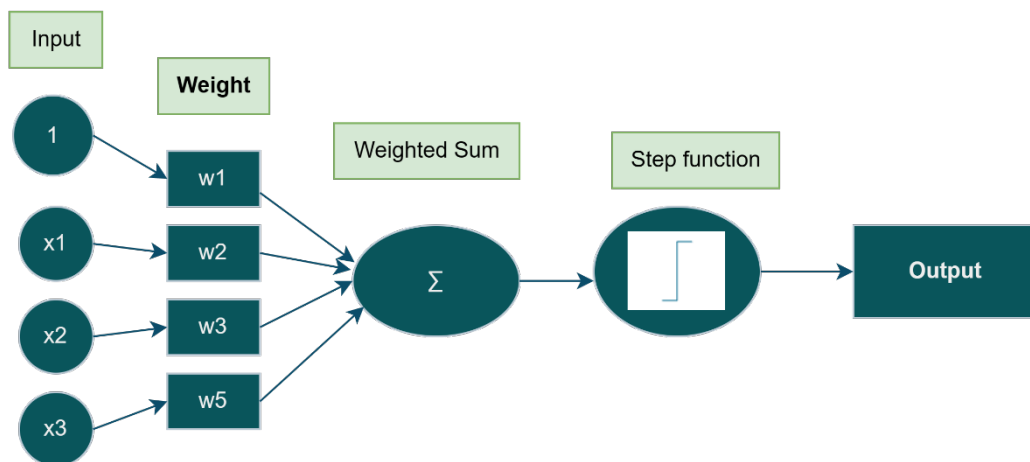 Input
Weight
Weighted Sum
Step function
1
w1
x1
w2
x2
w3
x3
w5
Σ
Output